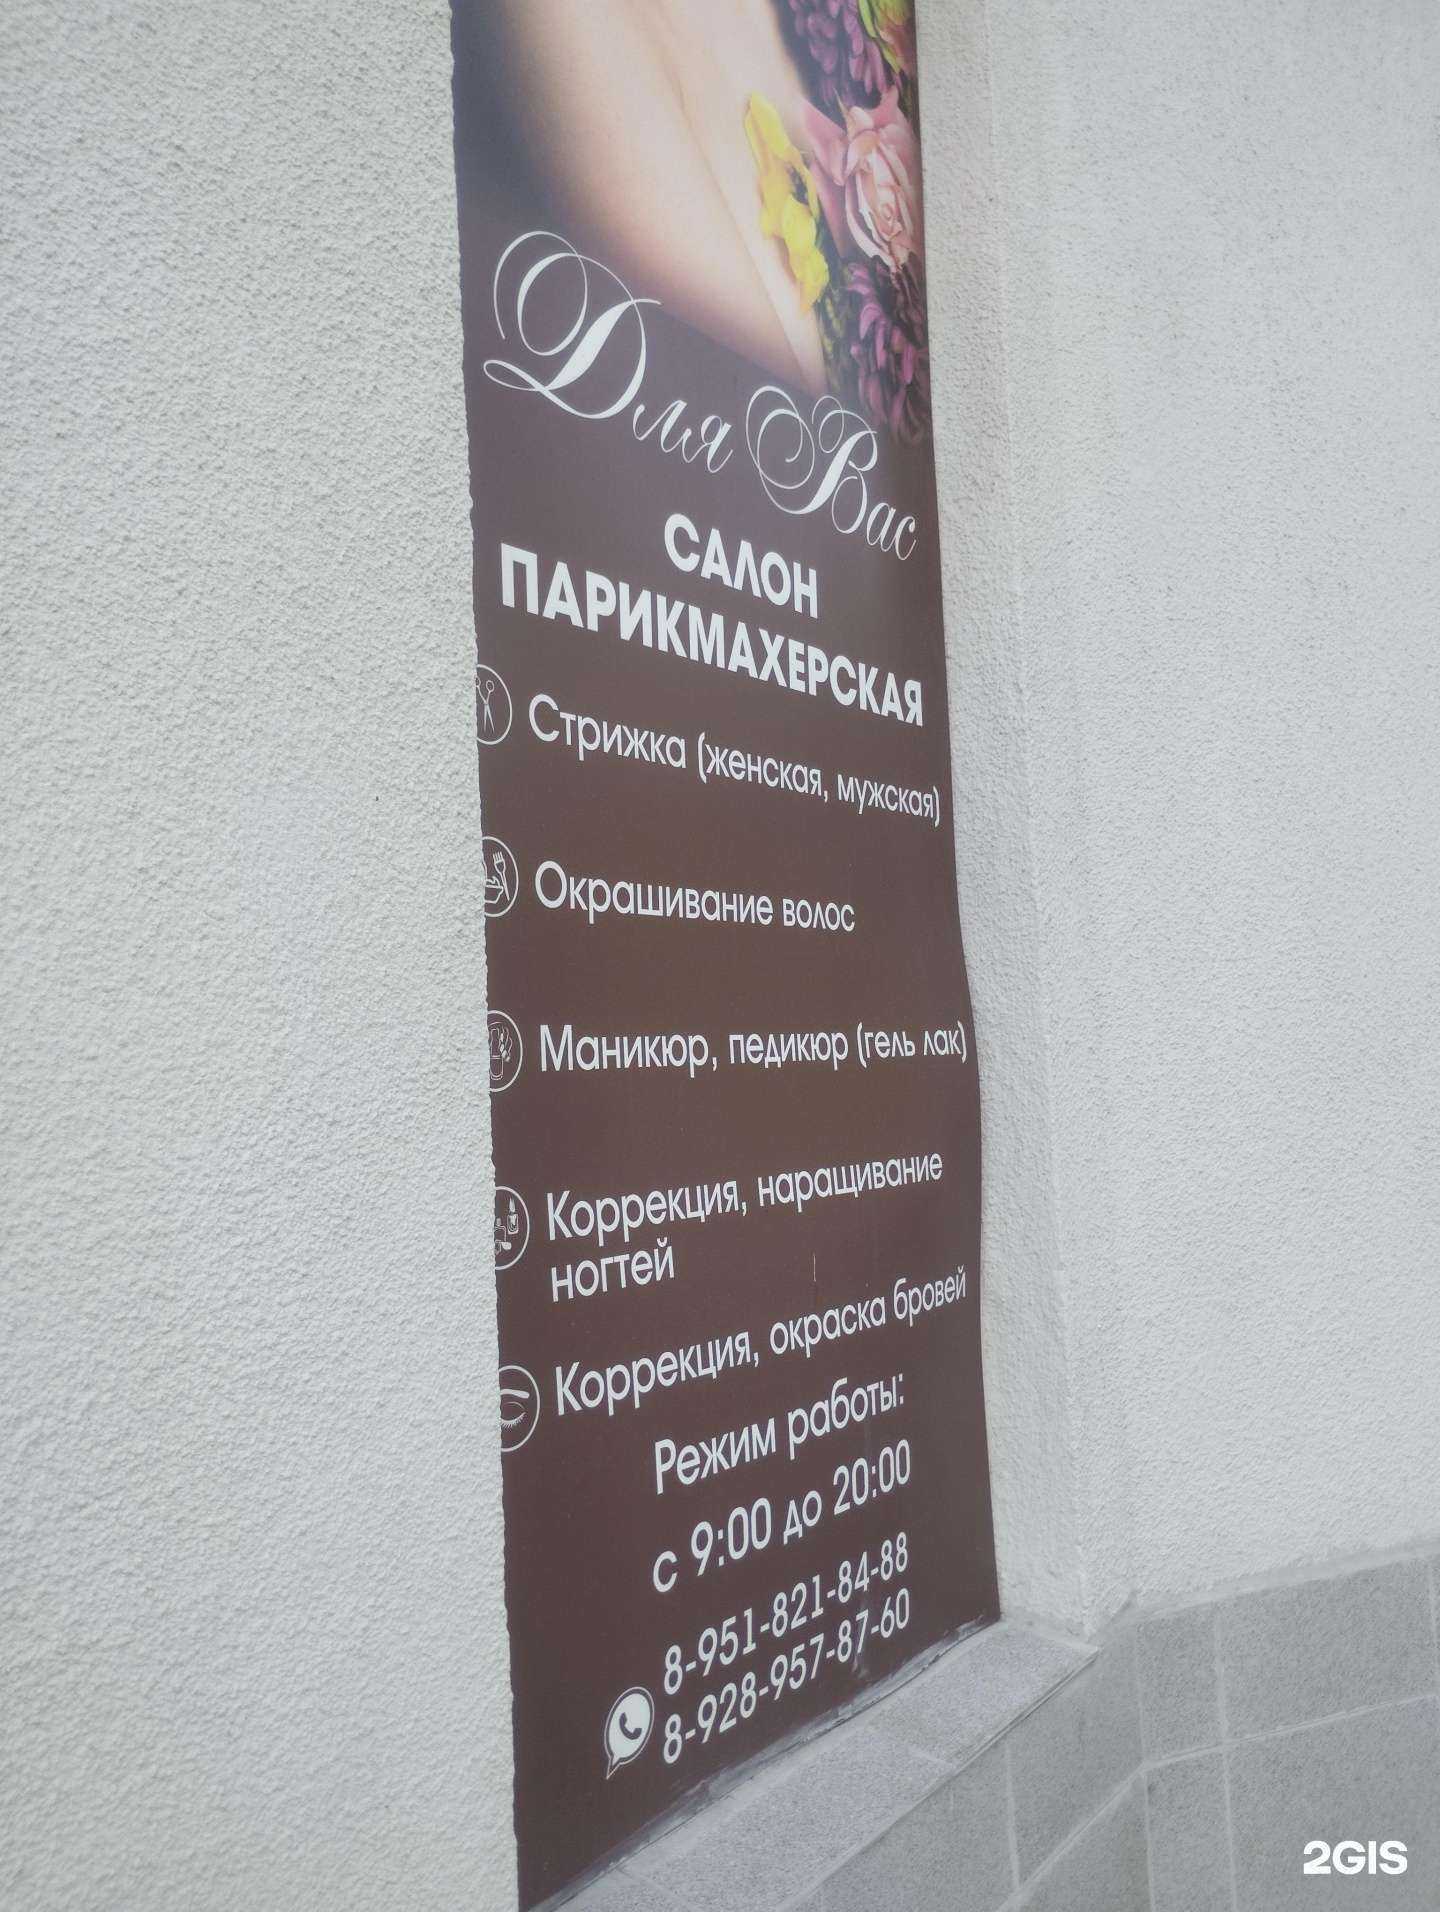 Для Вас
САЛОН
ПАРИКМАХЕРСКАЯ
Стрижка (женская, мужская)
Окрашивание волос
Маникюр, педикюр (гель лак)
Коррекция, наращивание
ногтей
Коррекция, окраска бровей
Режим работы:
с 9:00 до 20:00
8-951-821-84-88
8-928-957-87-60
2GIS